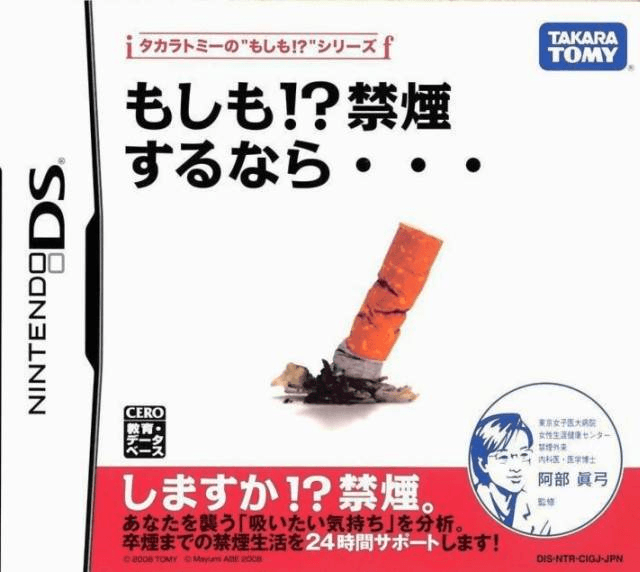 i タカラトミーの"もしも!?"シリーズ f
TAKARA TOMY
もしも!?禁煙
するなら・・・
NINTENDO DS
CERO
教育・
データ
ベース
東京女子医大病院
女性生涯健康センター
禁煙外来
内科医・医学博士
阿部 眞弓
監修
しますか!?禁煙。
あなたを襲う「吸いたい気持ち」を分析。
卒煙までの禁煙生活を24時間サポートします!
© 2008 TOMY © Mayumi ABE 2008
DIS-NTR-CIGJ-JPN